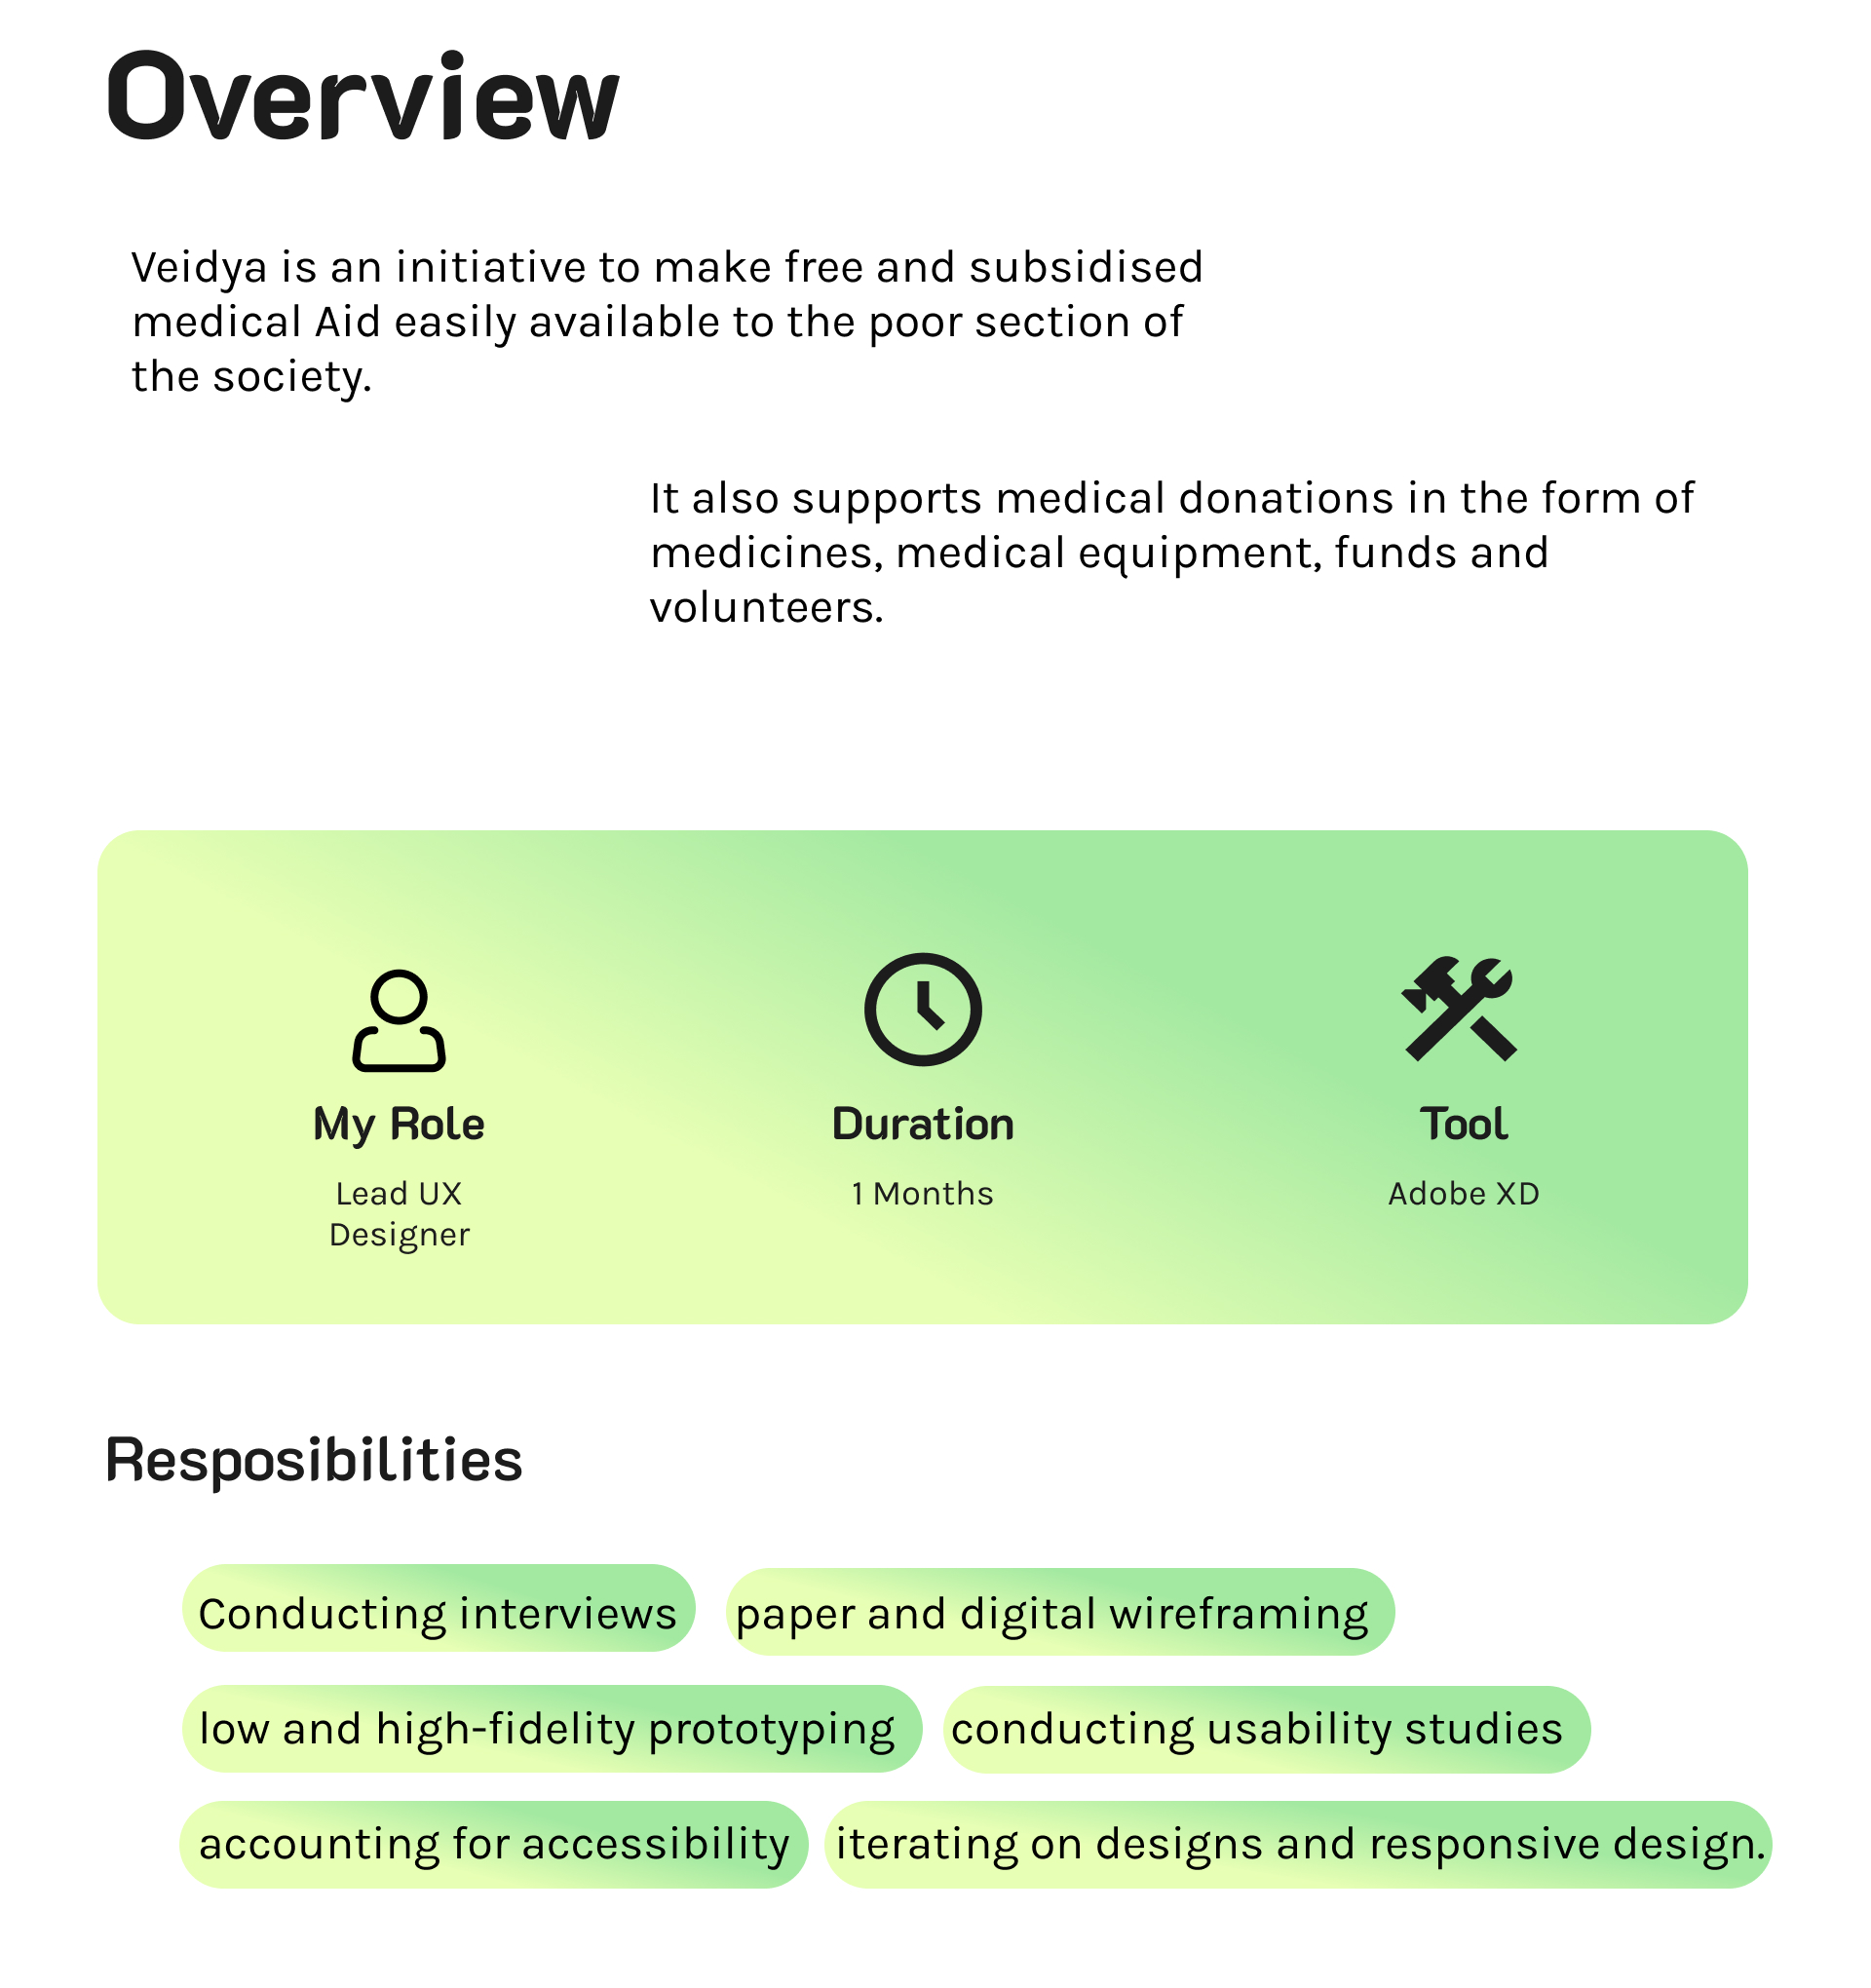 Overview
Veidya is an initiative to make free and subsidised
medical Aid easily available to the poor section of
the society.
It also supports medical donations in the form of
medicines, medical equipment, funds and
volunteers.
My Role
Lead UX
Designer
Duration
1 Months
Tool
Adobe XD
Resposibilities
Conducting interviews
paper and digital wireframing
low and high-fidelity prototyping
conducting usability studies
accounting for accessibility
iterating on designs and responsive design.